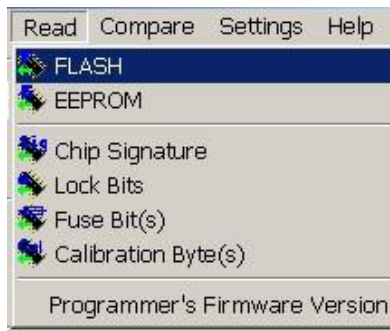 Read Compare Settings Help
FLASH
EEPROM
Chip Signature
Lock Bits
Fuse Bit(s)
Calibration Byte(s)
Programmer's Firmware Version